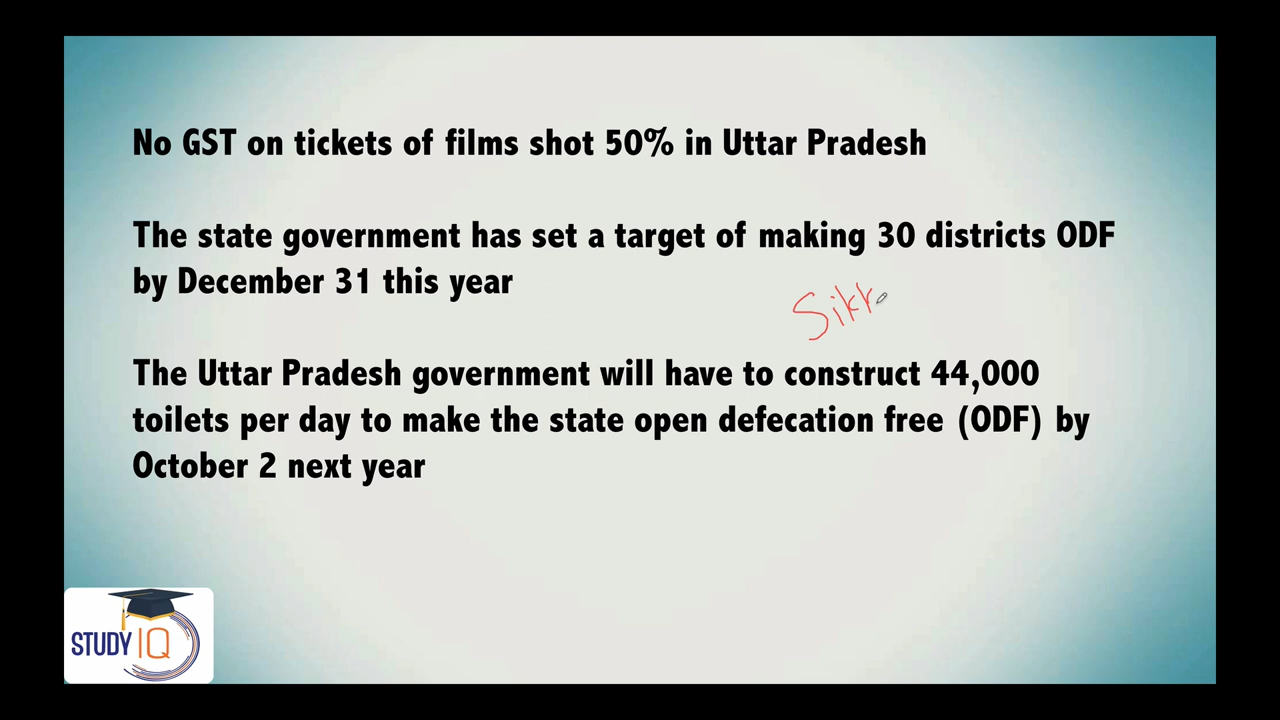 No GST on tickets of films shot 50% in Uttar Pradesh
The state government has set a target of making 30 districts ODF
by December 31 this year
Sikk
The Uttar Pradesh government will have to construct 44,000
toilets per day to make the state open defecation free (ODF) by
October 2 next year
STUDY IQ